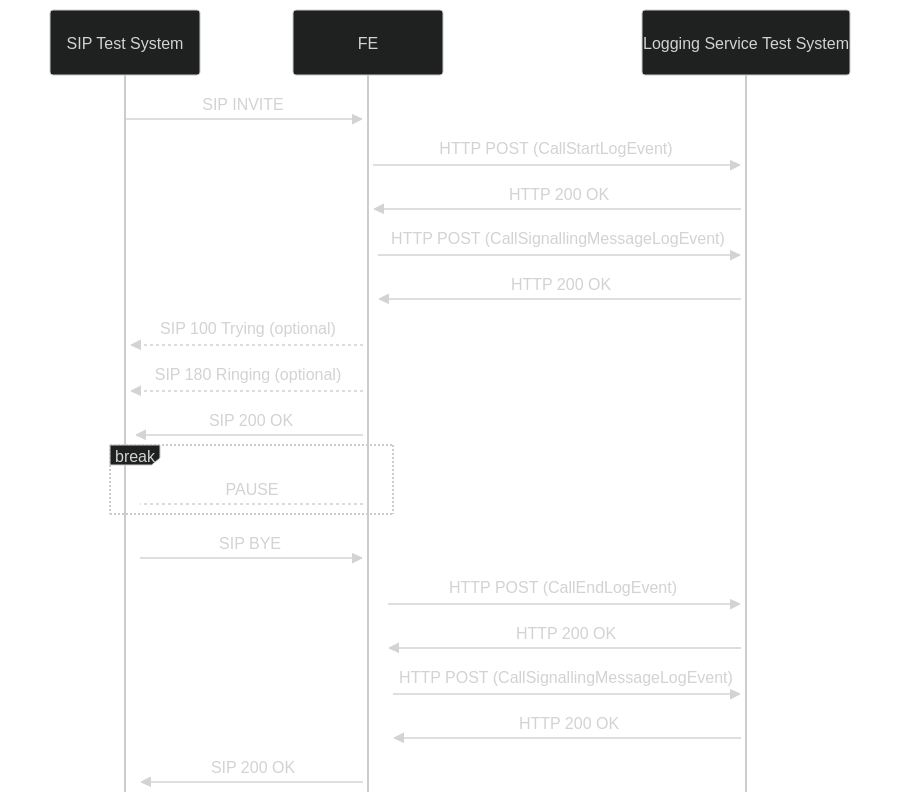 SIP Test System
FE
Logging Service Test System
SIP INVITE
HTTP POST (CallStartLogEvent)
HTTP 200 OK
HTTP POST (CallSignallingMessageLogEvent)
HTTP 200 OK
SIP 100 Trying (optional)
SIP 180 Ringing (optional)
SIP 200 OK
break
PAUSE
SIP BYE
HTTP POST (CallEndLogEvent)
HTTP 200 OK
HTTP POST (CallSignallingMessageLogEvent)
HTTP 200 OK
SIP 200 OK